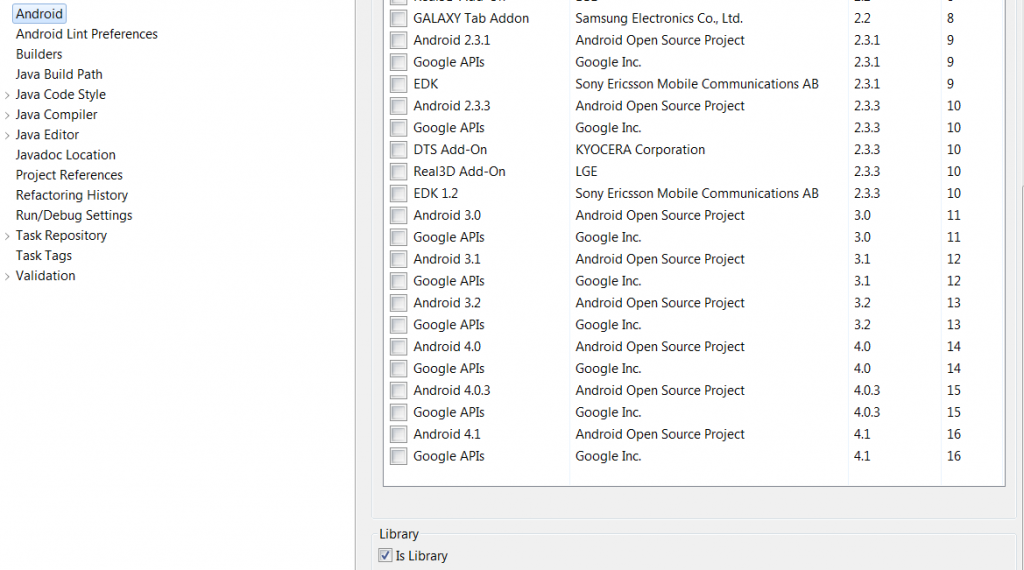 Android
Android Lint Preferences
Builders
Java Build Path
Java Code Style
Java Compiler
Java Editor
Javadoc Location
Project References
Refactoring History
Run/Debug Settings
Task Repository
Task Tags
Validation
GALAXY Tab Addon Samsung Electronics Co., Ltd. 2.2 8
Android 2.3.1 Android Open Source Project 2.3.1 9
Google APIs Google Inc. 2.3.1 9
EDK Sony Ericsson Mobile Communications AB 2.3.1 9
Android 2.3.3 Android Open Source Project 2.3.3 10
Google APIs Google Inc. 2.3.3 10
DTS Add-On KYOCERA Corporation 2.3.3 10
Real3D Add-On LGE 2.3.3 10
EDK 1.2 Sony Ericsson Mobile Communications AB 2.3.3 10
Android 3.0 Android Open Source Project 3.0 11
Google APIs Google Inc. 3.0 11
Android 3.1 Android Open Source Project 3.1 12
Google APIs Google Inc. 3.1 12
Android 3.2 Android Open Source Project 3.2 13
Google APIs Google Inc. 3.2 13
Android 4.0 Android Open Source Project 4.0 14
Google APIs Google Inc. 4.0 14
Android 4.0.3 Android Open Source Project 4.0.3 15
Google APIs Google Inc. 4.0.3 15
Android 4.1 Android Open Source Project 4.1 16
Google APIs Google Inc. 4.1 16
Library
Is Library